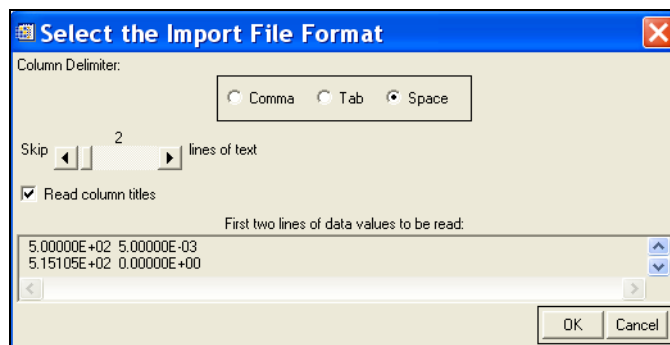 Select the Import File Format
Column Delimiter:
Comma Tab Space
2
Skip lines of text
Read column titles
First two lines of data values to be read:
5.00000E+02 5.00000E-03
5.15105E+02 0.00000E+00
OK Cancel